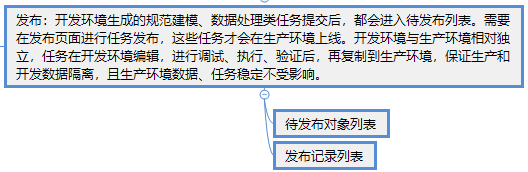 发布：开发环境生成的规范建模、数据处理类任务提交后，都会进入待发布列表。需要
在发布页面进行任务发布，这些任务才会在生产环境上线。开发环境与生产环境相对独
立，任务在开发环境编辑，进行调试、执行、验证后，再复制到生产环境，保证生产和
开发数据隔离，且生产环境数据、任务稳定不受影响。
待发布对象列表
发布记录列表